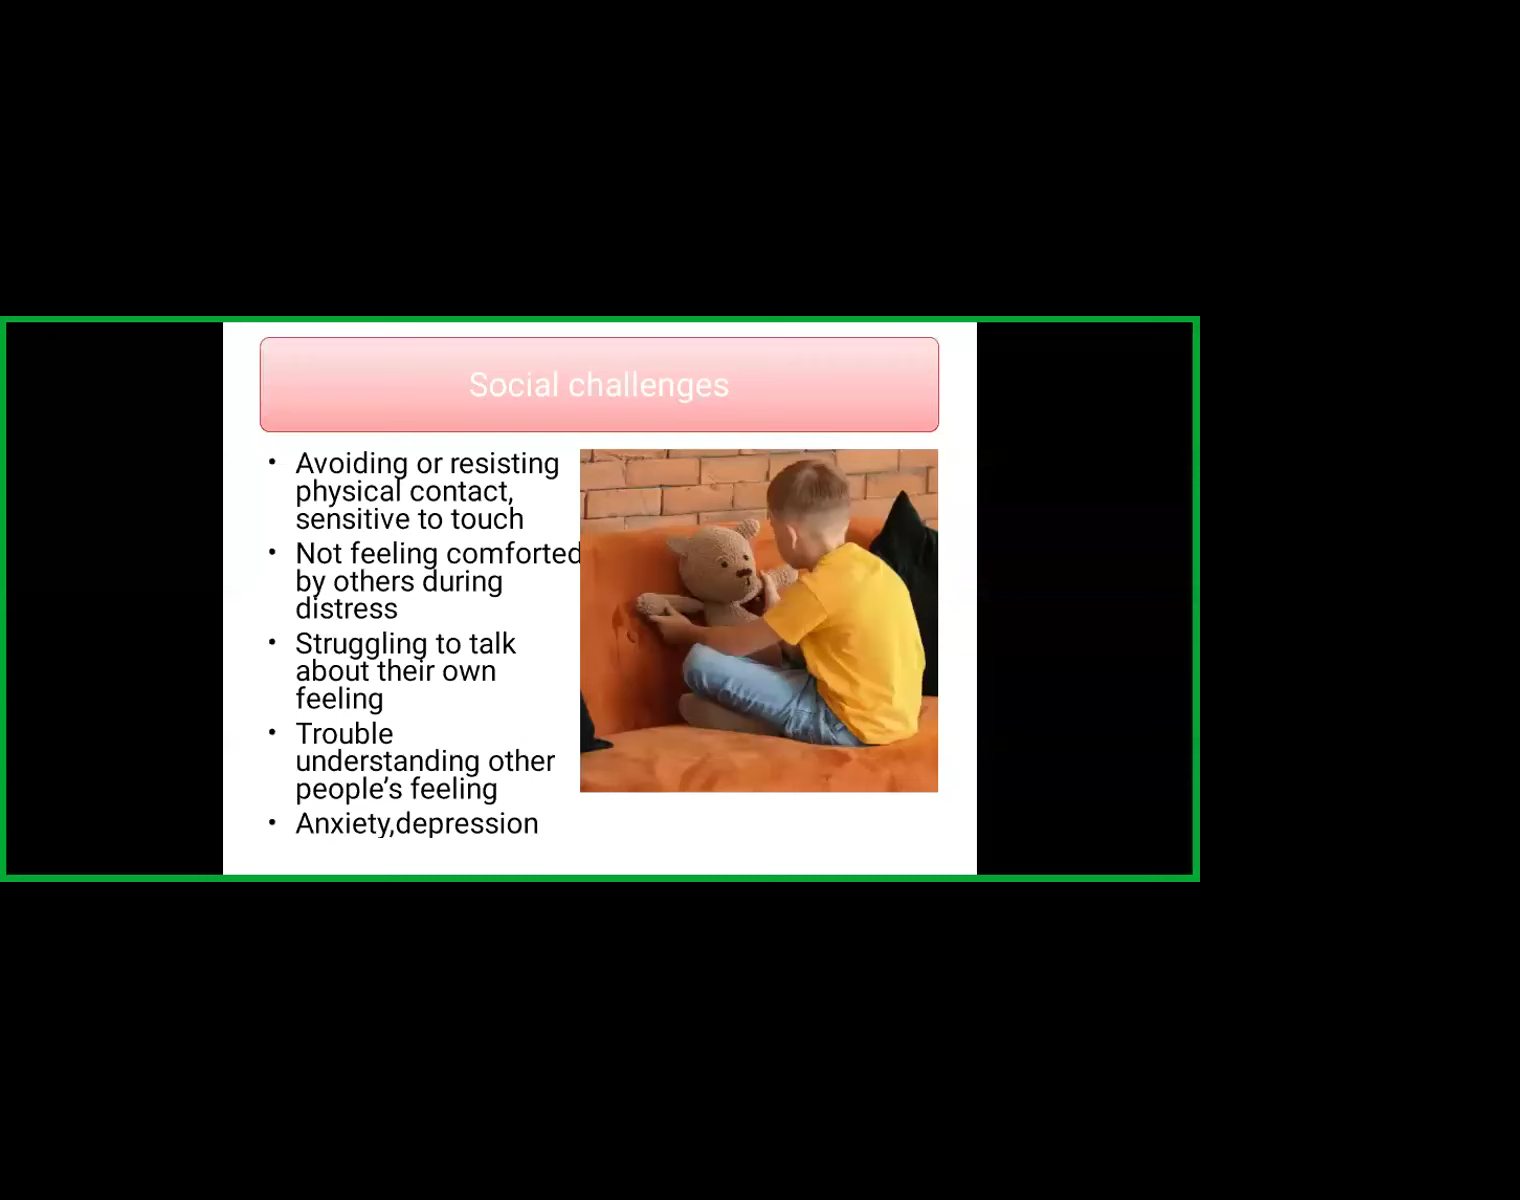 Social challenges
• Avoiding or resisting
physical contact,
sensitive to touch
• Not feeling comforted
by others during
distress
• Struggling to talk
about their own
feeling
• Trouble
understanding other
people’s feeling
• Anxiety,depression